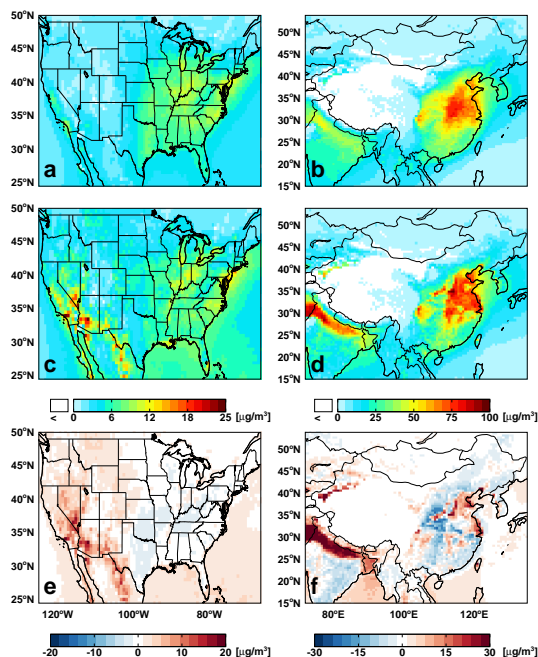 50°N 50°N
45°N 45°N
40°N 40°N
35°N 35°N
30°N 30°N
25°N 25°N
20°N
15°N
a b
50°N 50°N
45°N 45°N
40°N 40°N
35°N 35°N
30°N 30°N
25°N 25°N
20°N
15°N
c d
< 0 6 12 18 25 [µg/m³] < 0 25 50 75 100 [µg/m³]
50°N 50°N
45°N 45°N
40°N 40°N
35°N 35°N
30°N 30°N
25°N 25°N
20°N
15°N
e f
120°W 100°W 80°W 80°E 100°E 120°E
-20 -10 0 10 20 [µg/m³] -30 -15 0 15 30 [µg/m³]